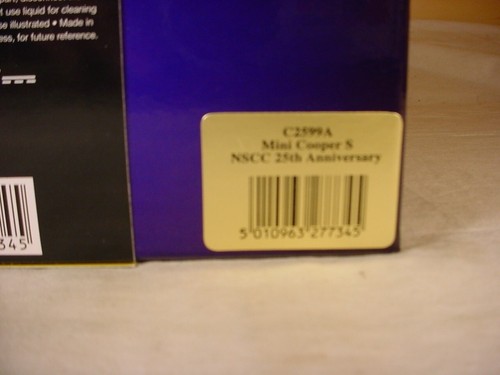 t use liquid for cleaning
se illustrated • Made in
ess, for future reference.
C2599A
Mini Cooper S
NSCC 25th Anniversary
5 010963 277345
345